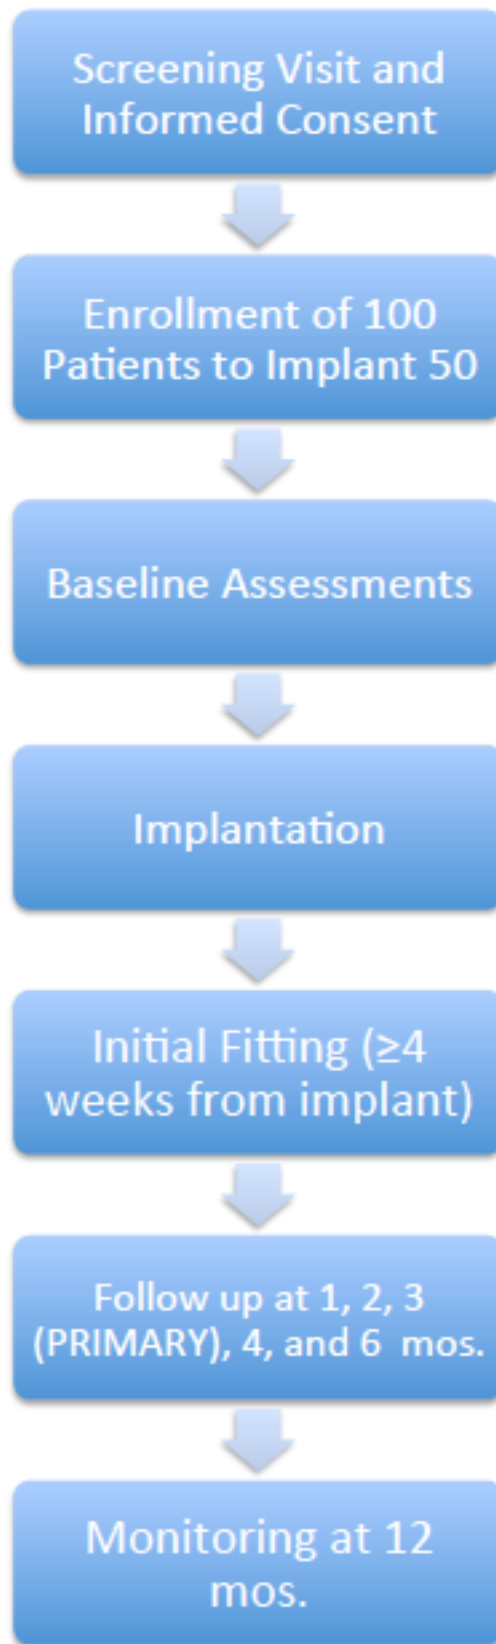 Screening Visit and
Informed Consent
Enrollment of 100
Patients to Implant 50
Baseline Assessments
Implantation
Initial Fitting (≥4
weeks from implant)
Follow up at 1, 2, 3
(PRIMARY), 4, and 6 mos.
Monitoring at 12
mos.